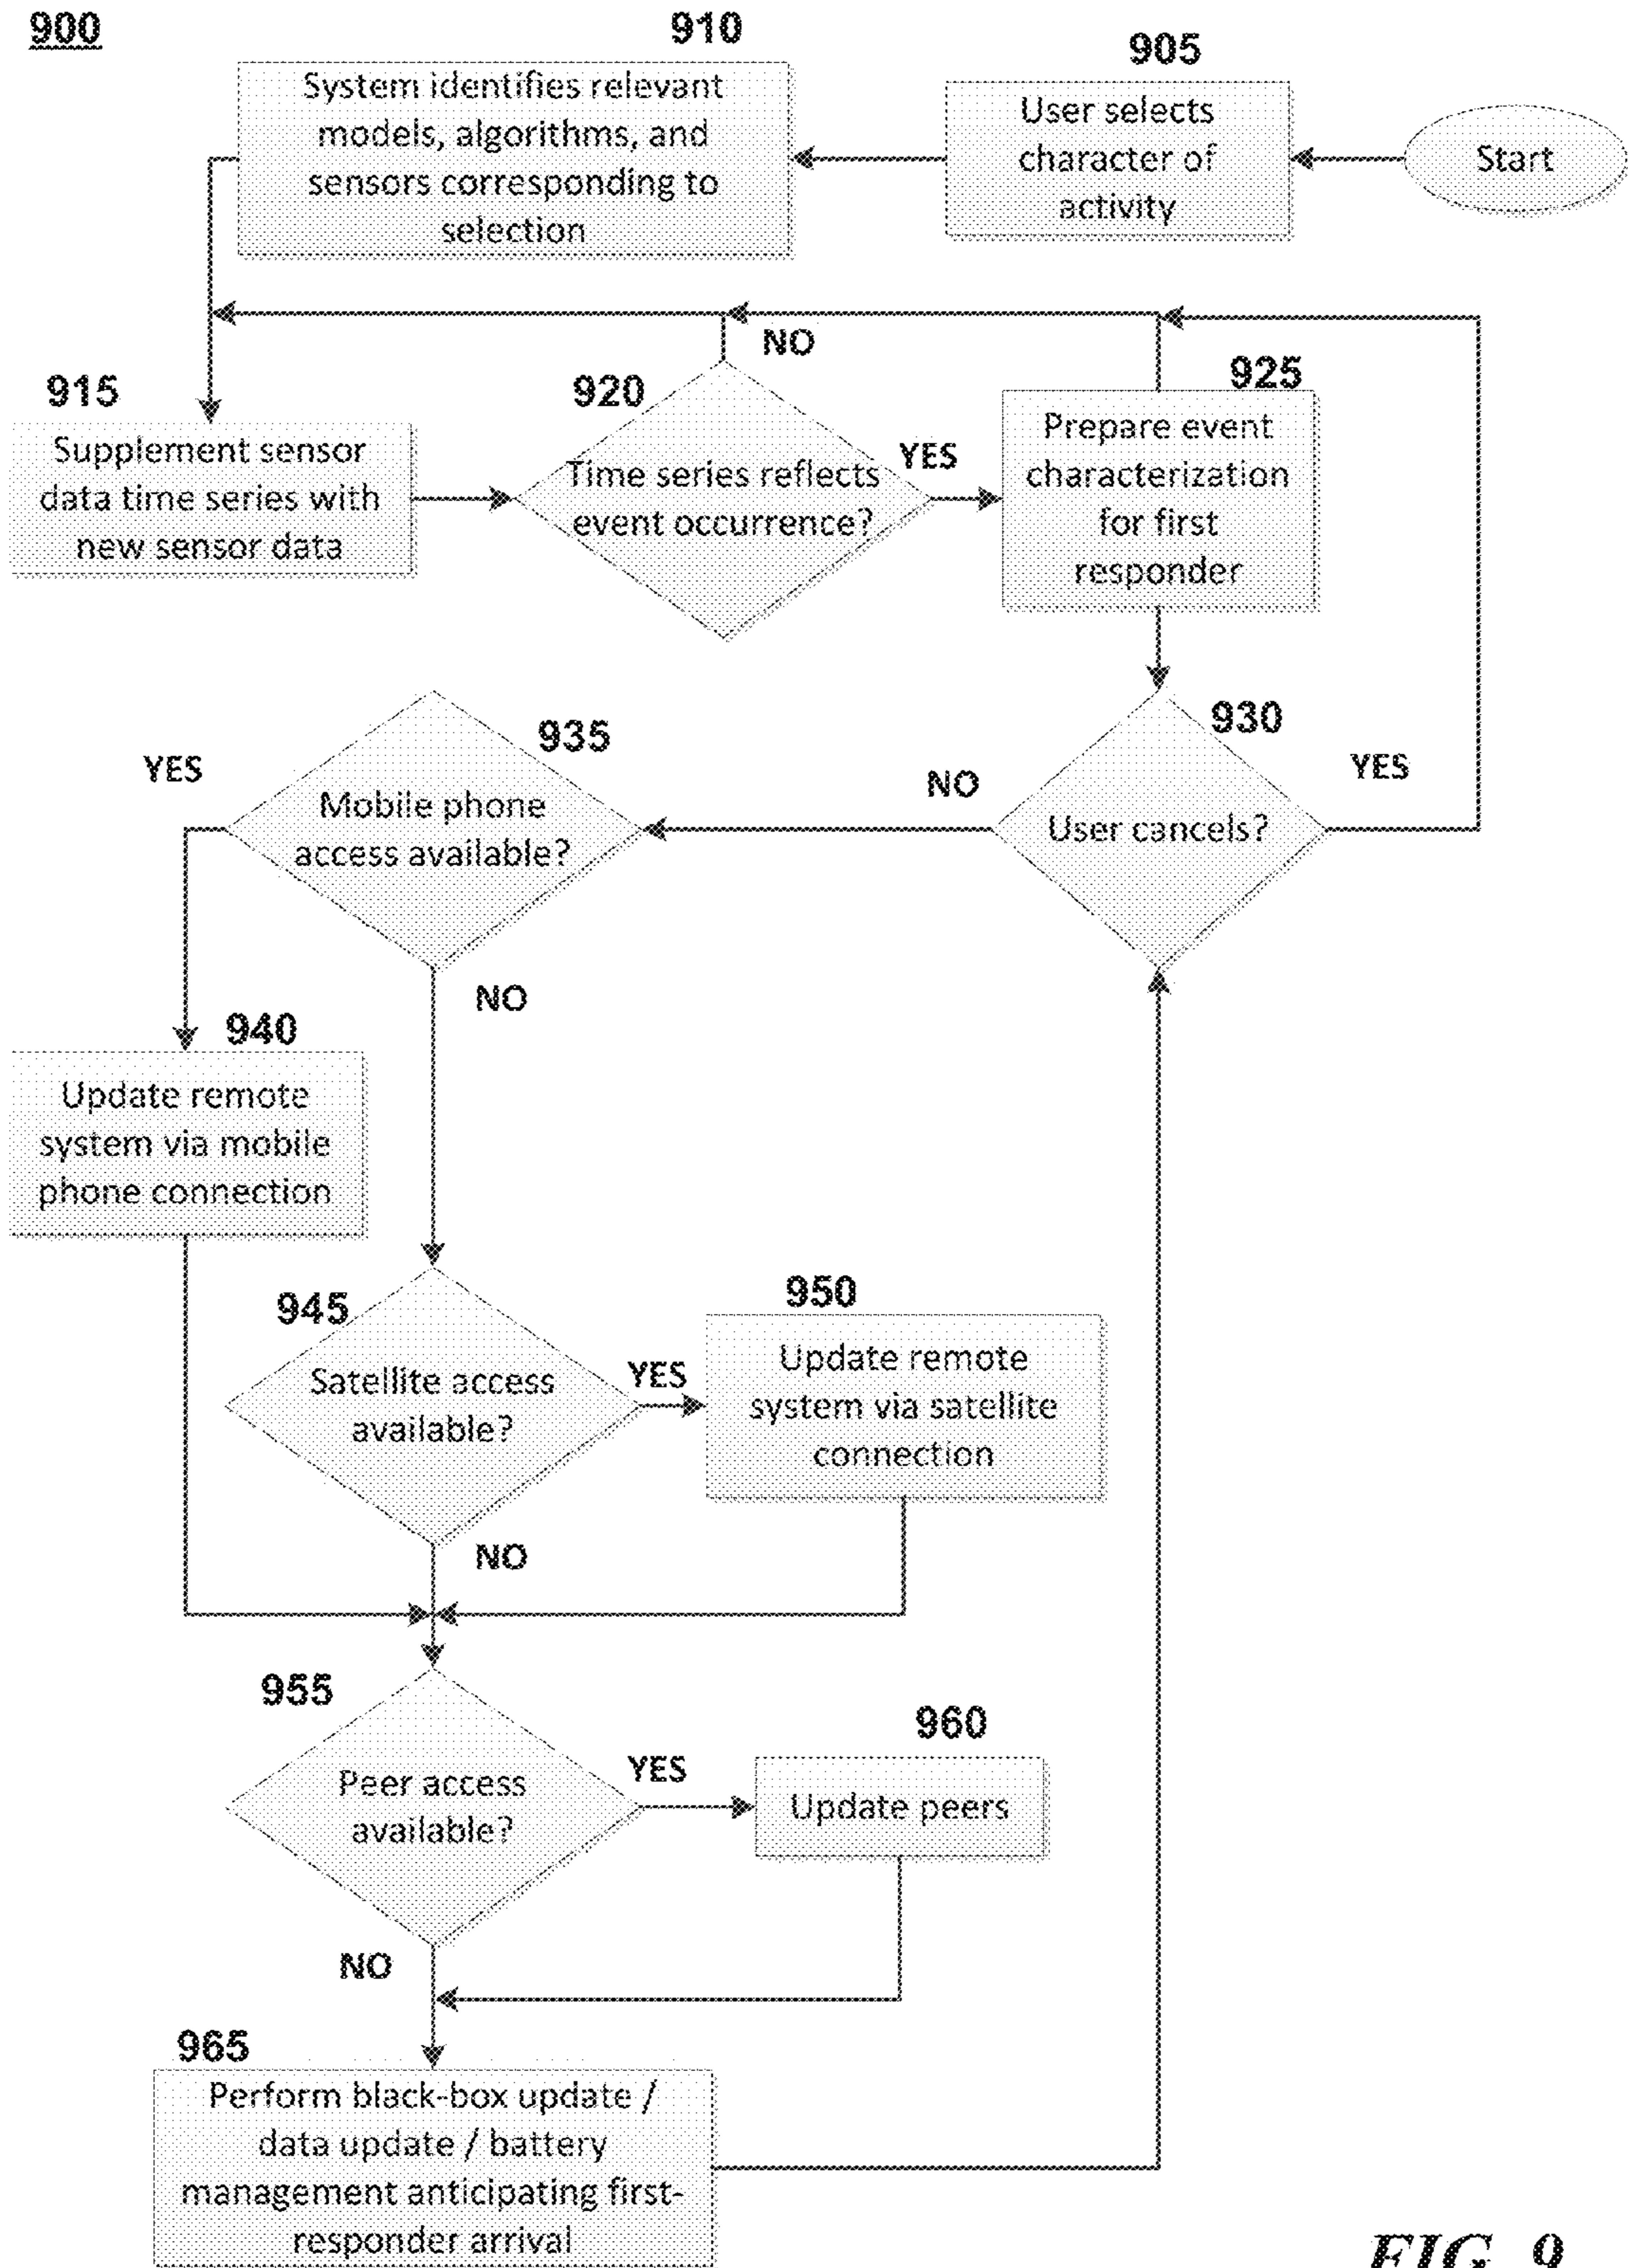 900
910
905
System identifies relevant
models, algorithms, and
sensors corresponding to
selection
User selects
character of
activity
Start
NO
915
920
925
Supplement sensor
data time series with
new sensor data
Time series reflects
event occurrence?
YES
Prepare event
characterization
for first
responder
935
930
YES
NO
YES
Mobile phone
access available?
User cancels?
NO
940
Update remote
system via mobile
phone connection
945
950
Satellite access
available?
YES
Update remote
system via satellite
connection
NO
955
960
Peer access
available?
YES
Update peers
NO
965
Perform black-box update /
data update / battery
management anticipating first-
responder arrival
FIG. 9